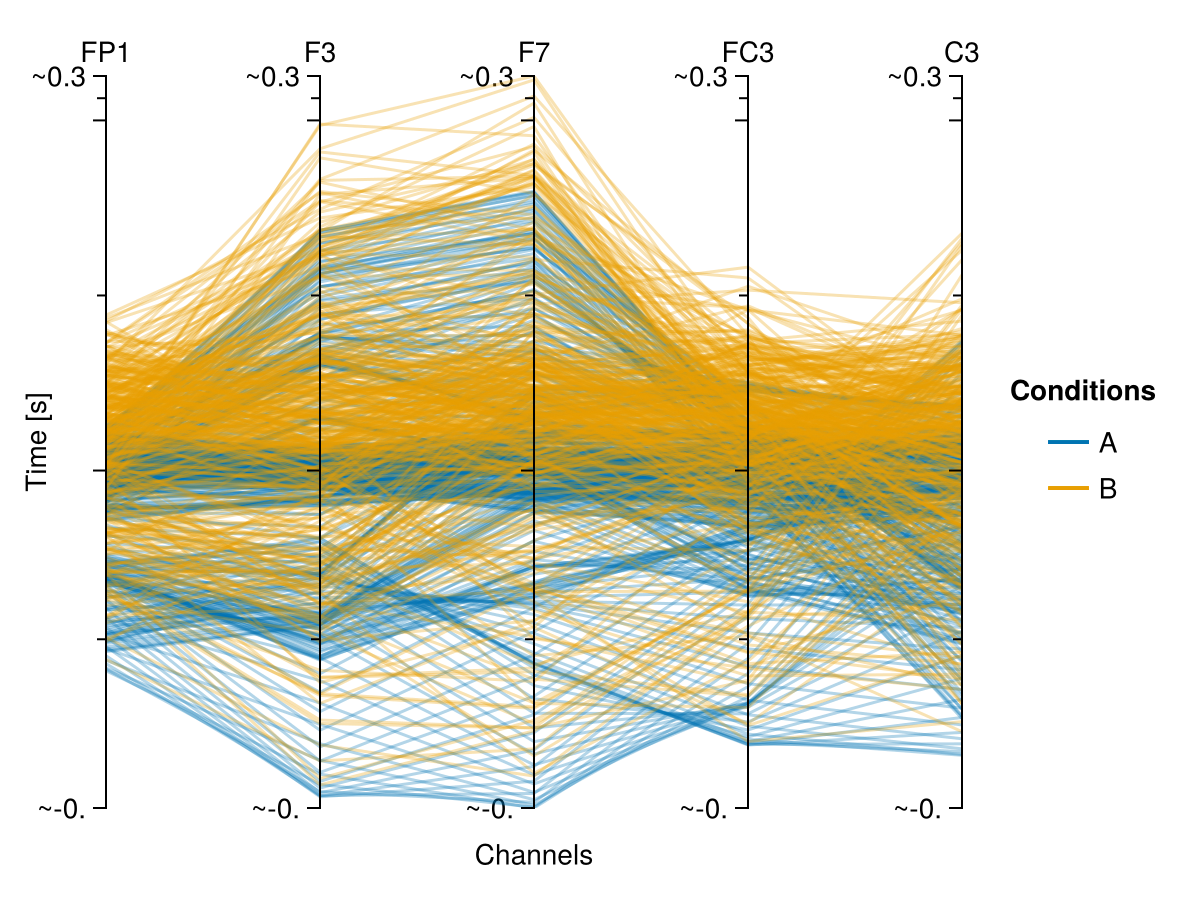 FP1 F3 F7 FC3 C3
~0.3 ~0.3 ~0.3 ~0.3 ~0.3
Time [s]
Conditions
A
B
~-0. ~-0. ~-0. ~-0. ~-0.
Channels